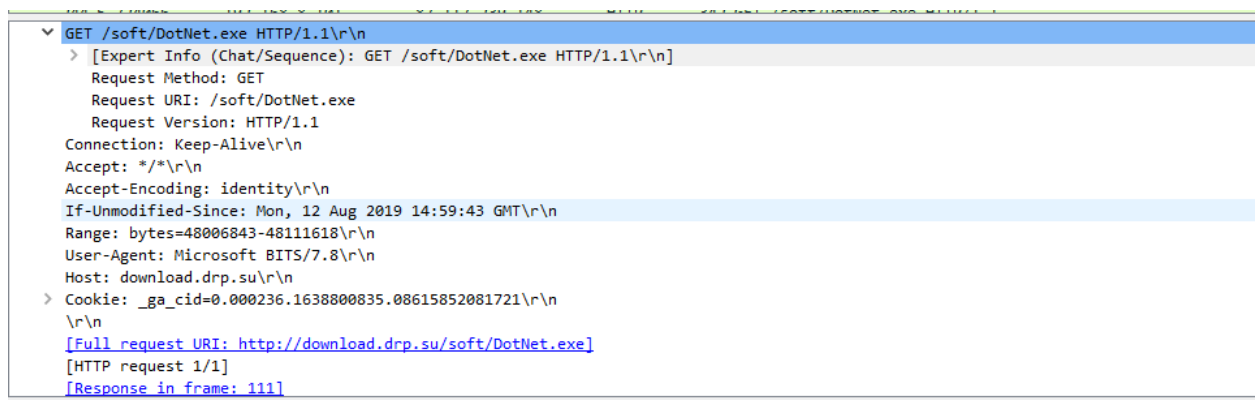 GET /soft/DotNet.exe HTTP/1.1\r\n
[Expert Info (Chat/Sequence): GET /soft/DotNet.exe HTTP/1.1\r\n]
Request Method: GET
Request URI: /soft/DotNet.exe
Request Version: HTTP/1.1
Connection: Keep-Alive\r\n
Accept: */*\r\n
Accept-Encoding: identity\r\n
If-Unmodified-Since: Mon, 12 Aug 2019 14:59:43 GMT\r\n
Range: bytes=48006843-48111618\r\n
User-Agent: Microsoft BITS/7.8\r\n
Host: download.drp.su\r\n
Cookie: _ga_cid=0.000236.1638800835.08615852081721\r\n
\r\n
[Full request URI: http://download.drp.su/soft/DotNet.exe]
[HTTP request 1/1]
[Response in frame: 111]